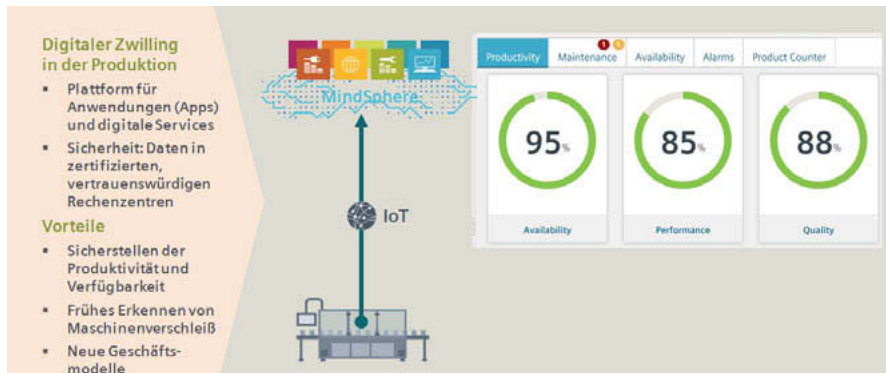 Digitaler Zwilling
in der Produktion
▪ Plattform für
Anwendungen (Apps)
und digitale Services
▪ Sicherheit: Daten in
zertifizierten,
vertrauenswürdigen
Rechenzentren
Vorteile
▪ Sicherstellen der
Produktivität und
Verfügbarkeit
▪ Frühes Erkennen von
Maschinenverschleiß
▪ Neue Geschäfts-
modelle
MindSphere
IoT
Productivity Maintenance 1 1 Availability Alarms Product Counter
95% 85% 88%
Availability Performance Quality